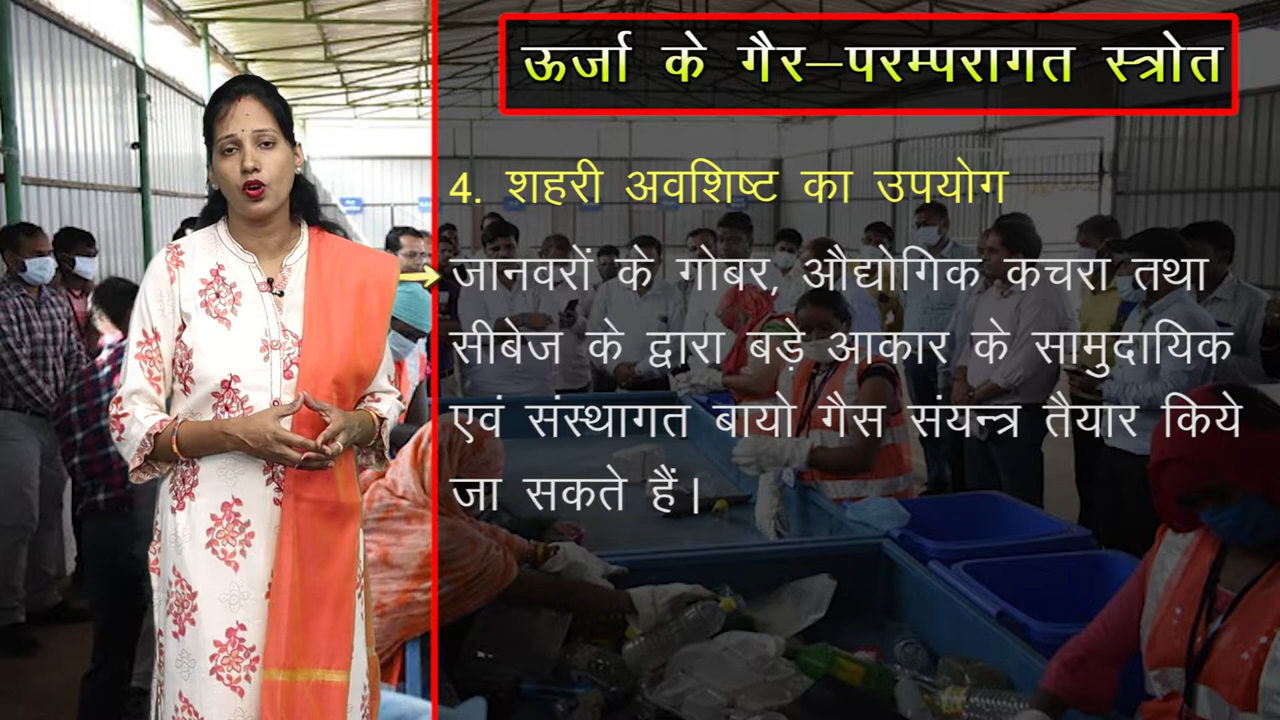 ऊर्जा के गैर–परम्परागत स्त्रोत
4. शहरी अवशिष्ट का उपयोग
जानवरों के गोबर, औद्योगिक कचरा तथा
सीबेज के द्वारा बड़े आकार के सामुदायिक
एवं संस्थागत बायो गैस संयन्त्र तैयार किये
जा सकते हैं।